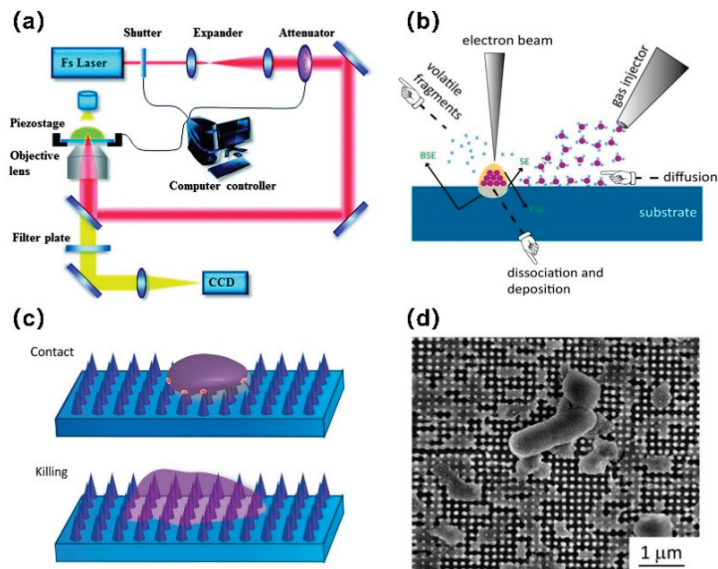 (a)
Shutter
Expander
Attenuator
Fs Laser
Piezostage
Objective
lens
Computer controller
Filter plate
CCD
(b)
electron beam
volatile
fragments
gas injector
BSE
SE
FSE
diffusion
substrate
dissociation and
deposition
(c)
Contact
Killing
(d)
1 µm